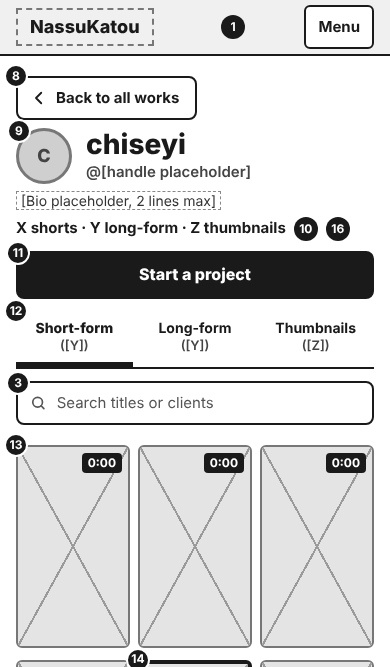 NassuKatou
1
Menu
8
Back to all works
9
C
chiseyi
@[handle placeholder]
[Bio placeholder, 2 lines max]
X shorts · Y long-form · Z thumbnails 10 16
11
Start a project
12
Short-form Long-form Thumbnails
([Y]) ([Y]) ([Z])
3
Search titles or clients
13
0:00 0:00 0:00
14